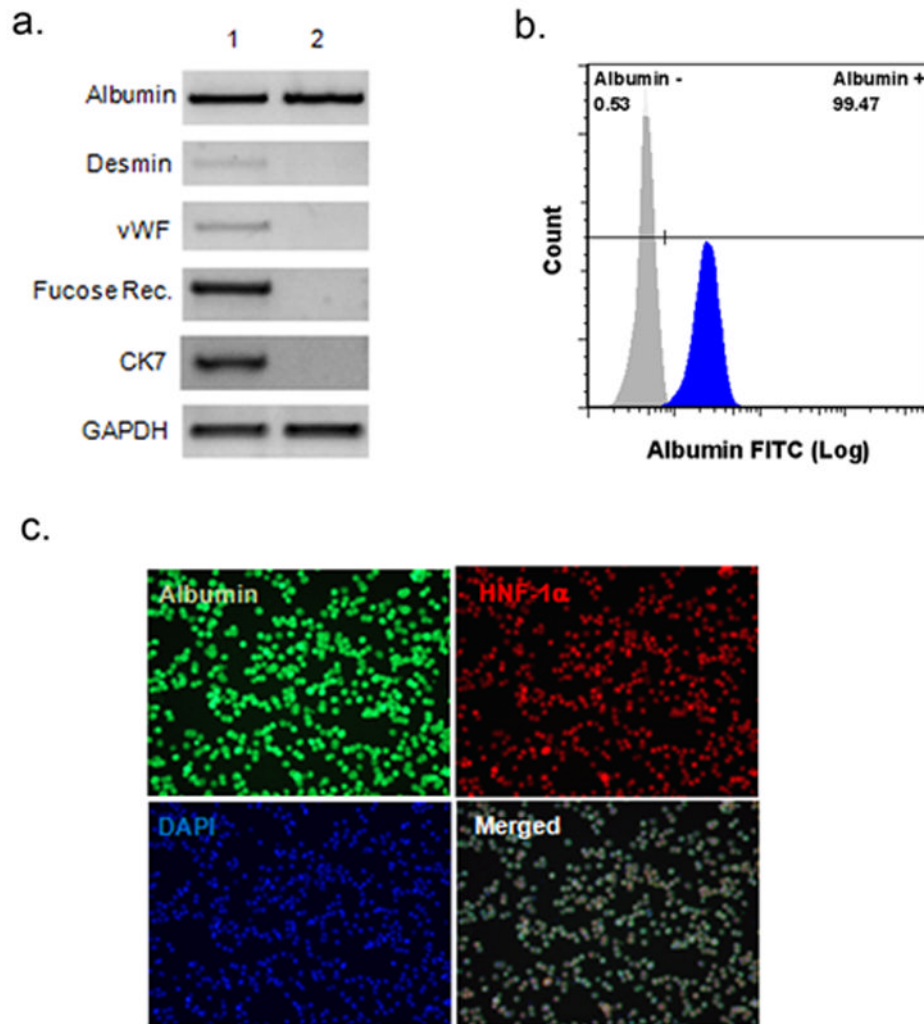 a.
1 2
Albumin
Desmin
vWF
Fucose Rec.
CK7
GAPDH
b.
Albumin - Albumin +
0.53 99.47
Count
Albumin FITC (Log)
c.
Albumin
HNF-1α
DAPI
Merged